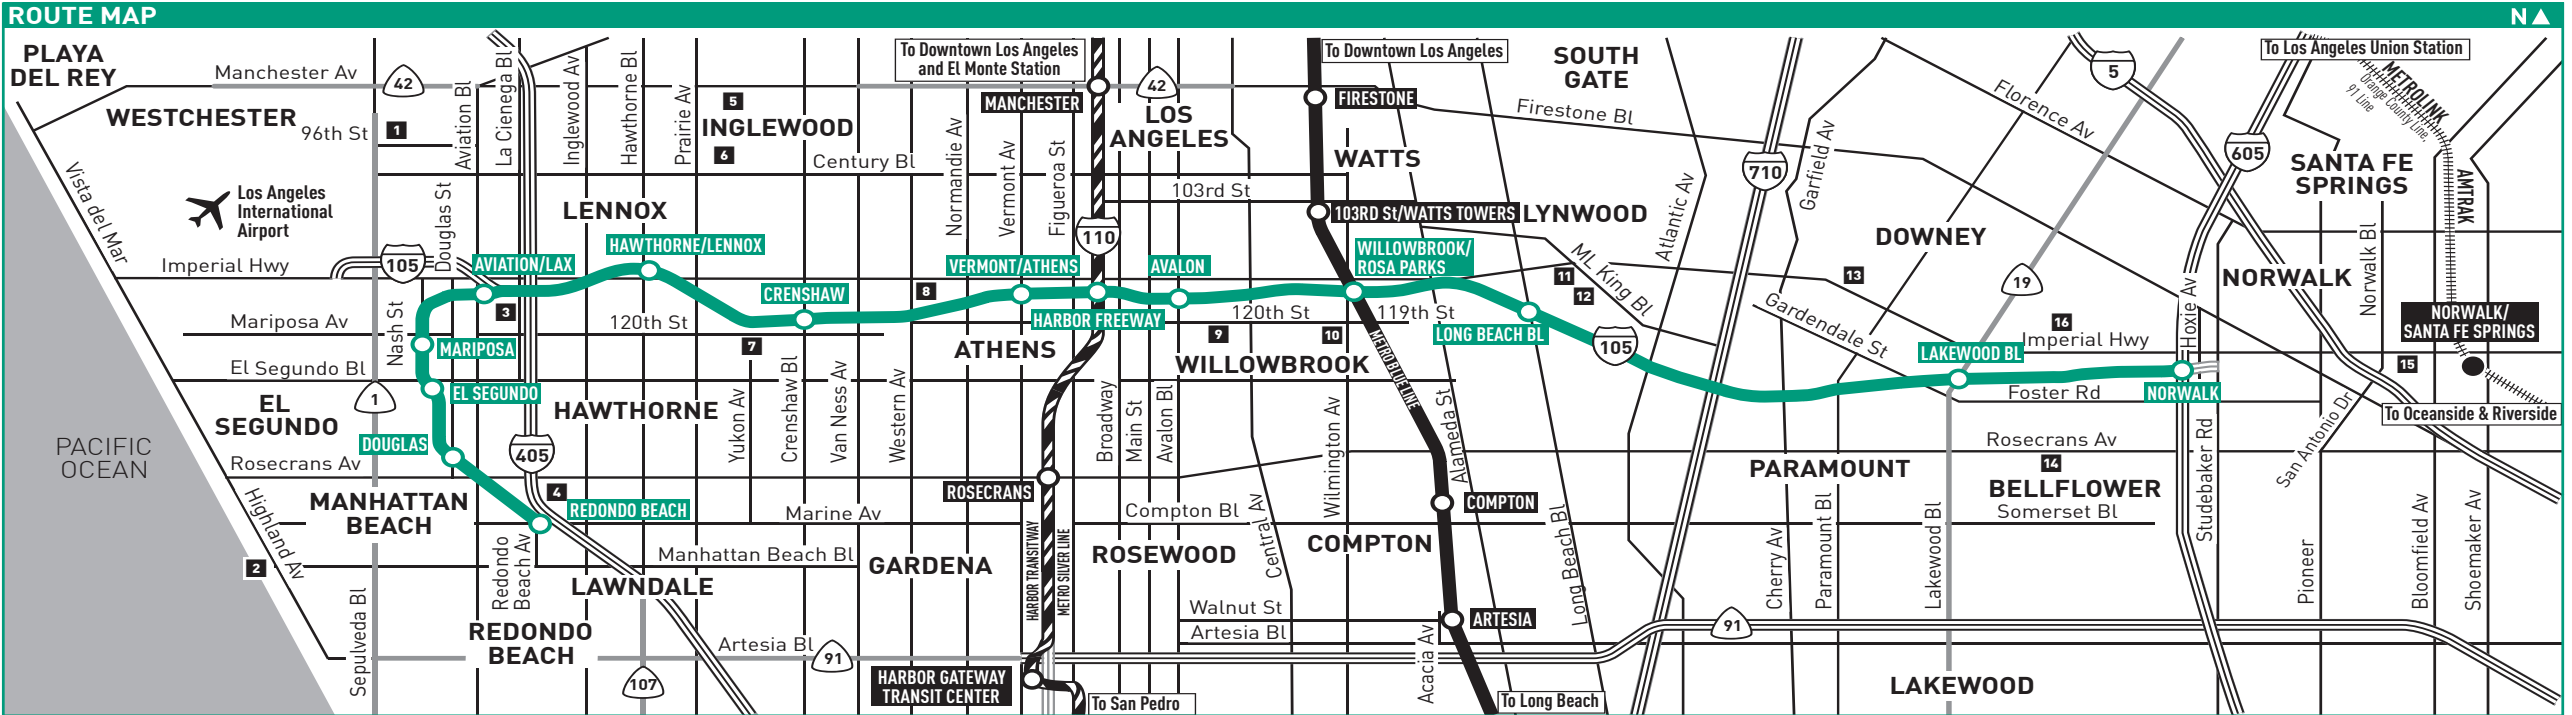 ROUTE MAP
N
PLAYA
DEL REY
Manchester Av
42
WESTCHESTER
96th St
1
Aviation Bl
La Cienega Bl
Inglewood Av
Hawthorne Bl
Prairie Av
5
INGLEWOOD
6
Century Bl
To Downtown Los Angeles
and El Monte Station
MANCHESTER
42
LOS
ANGELES
Normandie Av
Vermont Av
Figueroa St
103rd St
110
To Downtown Los Angeles
FIRESTONE
WATTS
103RD St/WATTS TOWERS
LYNWOOD
SOUTH
GATE
Firestone Bl
710
Garfield Av
Atlantic Av
Florence Av
5
DOWNEY
To Los Angeles Union Station
METROLINK
Orange County Line,
91 Line
605
SANTA FE
SPRINGS
AMTRAK
Vista del Mar
Los Angeles
International
Airport
Douglas St
LENNOX
Imperial Hwy
105
AVIATION/LAX
HAWTHORNE/LENNOX
VERMONT/ATHENS
AVALON
WILLOWBROOK/
ROSA PARKS
ML King Bl
11
12
13
19
NORWALK
Norwalk Bl
Hoxie Av
NORWALK/
SANTA FE SPRINGS
CRENSHAW
8
3
Nash St
Mariposa Av
MARIPOSA
120th St
HARBOR FREEWAY
120th St
119th St
9
10
LONG BEACH BL
105
Gardendale St
16
Imperial Hwy
LAKEWOOD BL
15
7
ATHENS
WILLOWBROOK
METRO BLUE LINE
El Segundo Bl
EL SEGUNDO
EL
SEGUNDO
1
HAWTHORNE
Yukon Av
Crenshaw Bl
Van Ness Av
Western Av
Broadway
Main St
Avalon Bl
Wilmington Av
Alameda St
Foster Rd
NORWALK
To Oceanside & Riverside
San Antonio Dr
Studebaker Rd
PACIFIC
OCEAN
DOUGLAS
Rosecrans Av
405
4
REDONDO BEACH
Highland Av
MANHATTAN
BEACH
ROSECRANS
Marine Av
Compton Bl
COMPTON
PARAMOUNT
Rosecrans Av
14
BELLFLOWER
Somerset Bl
2
Redondo
Beach Av
Manhattan Beach Bl
LAWNDALE
GARDENA
HARBOR TRANSITWAY
METRO SILVER LINE
ROSEWOOD
Central Av
COMPTON
Long Beach Bl
Cherry Av
Paramount Bl
Lakewood Bl
Pioneer
Bloomfield Av
Shoemaker Av
Sepulveda Bl
REDONDO
BEACH
107
Artesia Bl
91
HARBOR GATEWAY
TRANSIT CENTER
To San Pedro
Walnut St
Artesia Bl
Acacia Av
ARTESIA
To Long Beach
91
LAKEWOOD